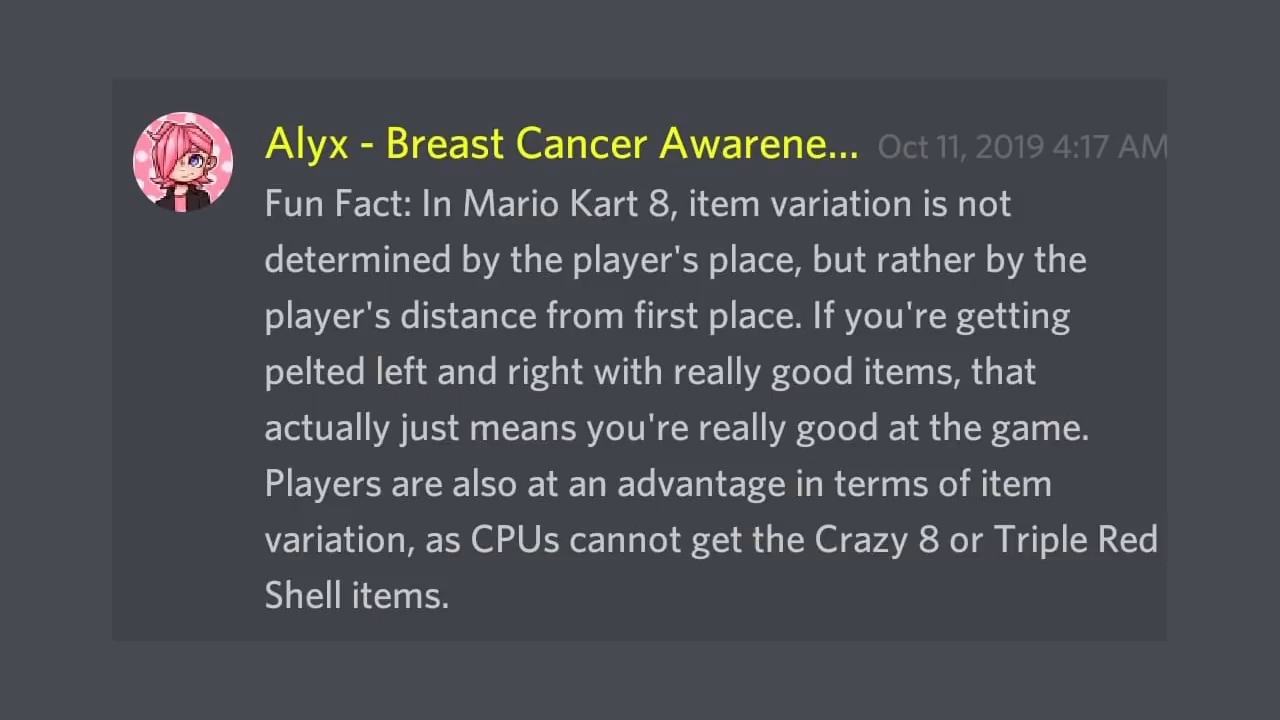 Alyx - Breast Cancer Awarene... Oct 11, 2019 4:17 AM
Fun Fact: In Mario Kart 8, item variation is not
determined by the player's place, but rather by the
player's distance from first place. If you're getting
pelted left and right with really good items, that
actually just means you're really good at the game.
Players are also at an advantage in terms of item
variation, as CPUs cannot get the Crazy 8 or Triple Red
Shell items.